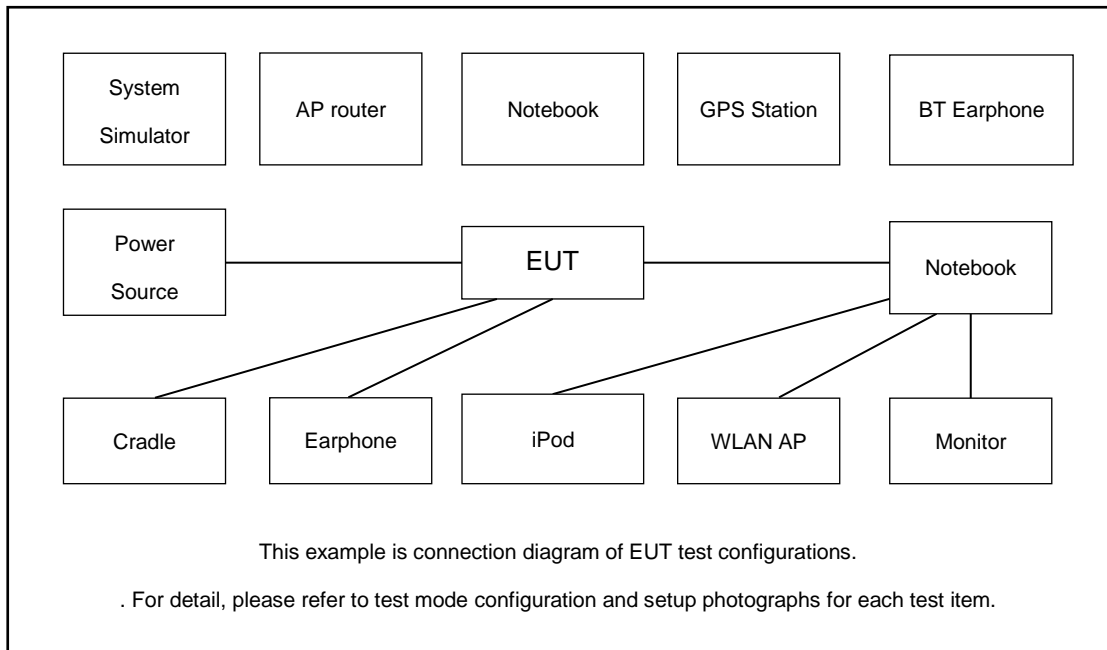 System
Simulator
AP router
Notebook
GPS Station
BT Earphone
Power
Source
EUT
Notebook
Cradle
Earphone
iPod
WLAN AP
Monitor
This example is connection diagram of EUT test configurations.
. For detail, please refer to test mode configuration and setup photographs for each test item.